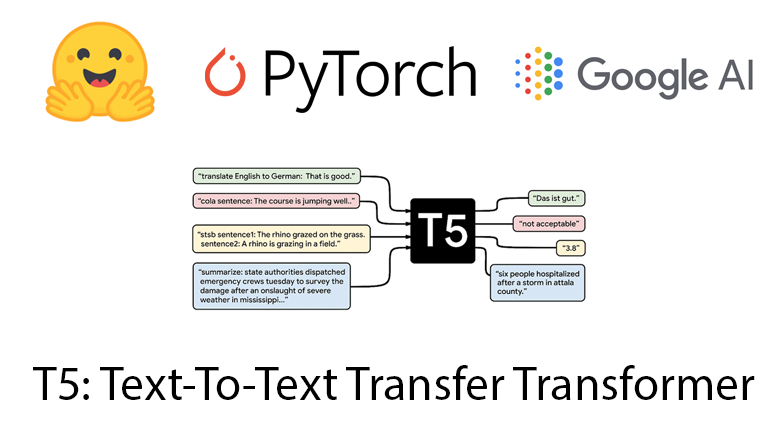 PyTorch
Google AI
"translate English to German: That is good."
"cola sentence: The course is jumping well.."
"stsb sentence1: The rhino grazed on the grass.
sentence2: A rhino is grazing in a field."
"summarize: state authorities dispatched
emergency crews tuesday to survey the
damage after an onslaught of severe
weather in mississippi..."
T5
"Das ist gut."
"not acceptable"
"3.8"
"six people hospitalized
after a storm in attala
county."
T5: Text-To-Text Transfer Transformer